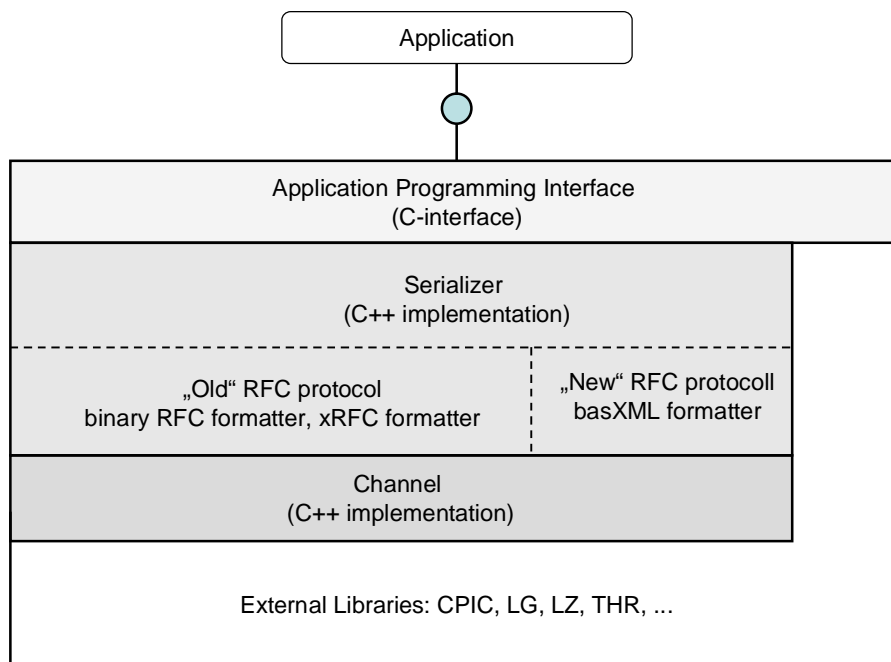 Application
Application Programming Interface
(C-interface)
Serializer
(C++ implementation)
„Old“ RFC protocol
binary RFC formatter, xRFC formatter
„New“ RFC protocoll
basXML formatter
Channel
(C++ implementation)
External Libraries: CPIC, LG, LZ, THR, ...